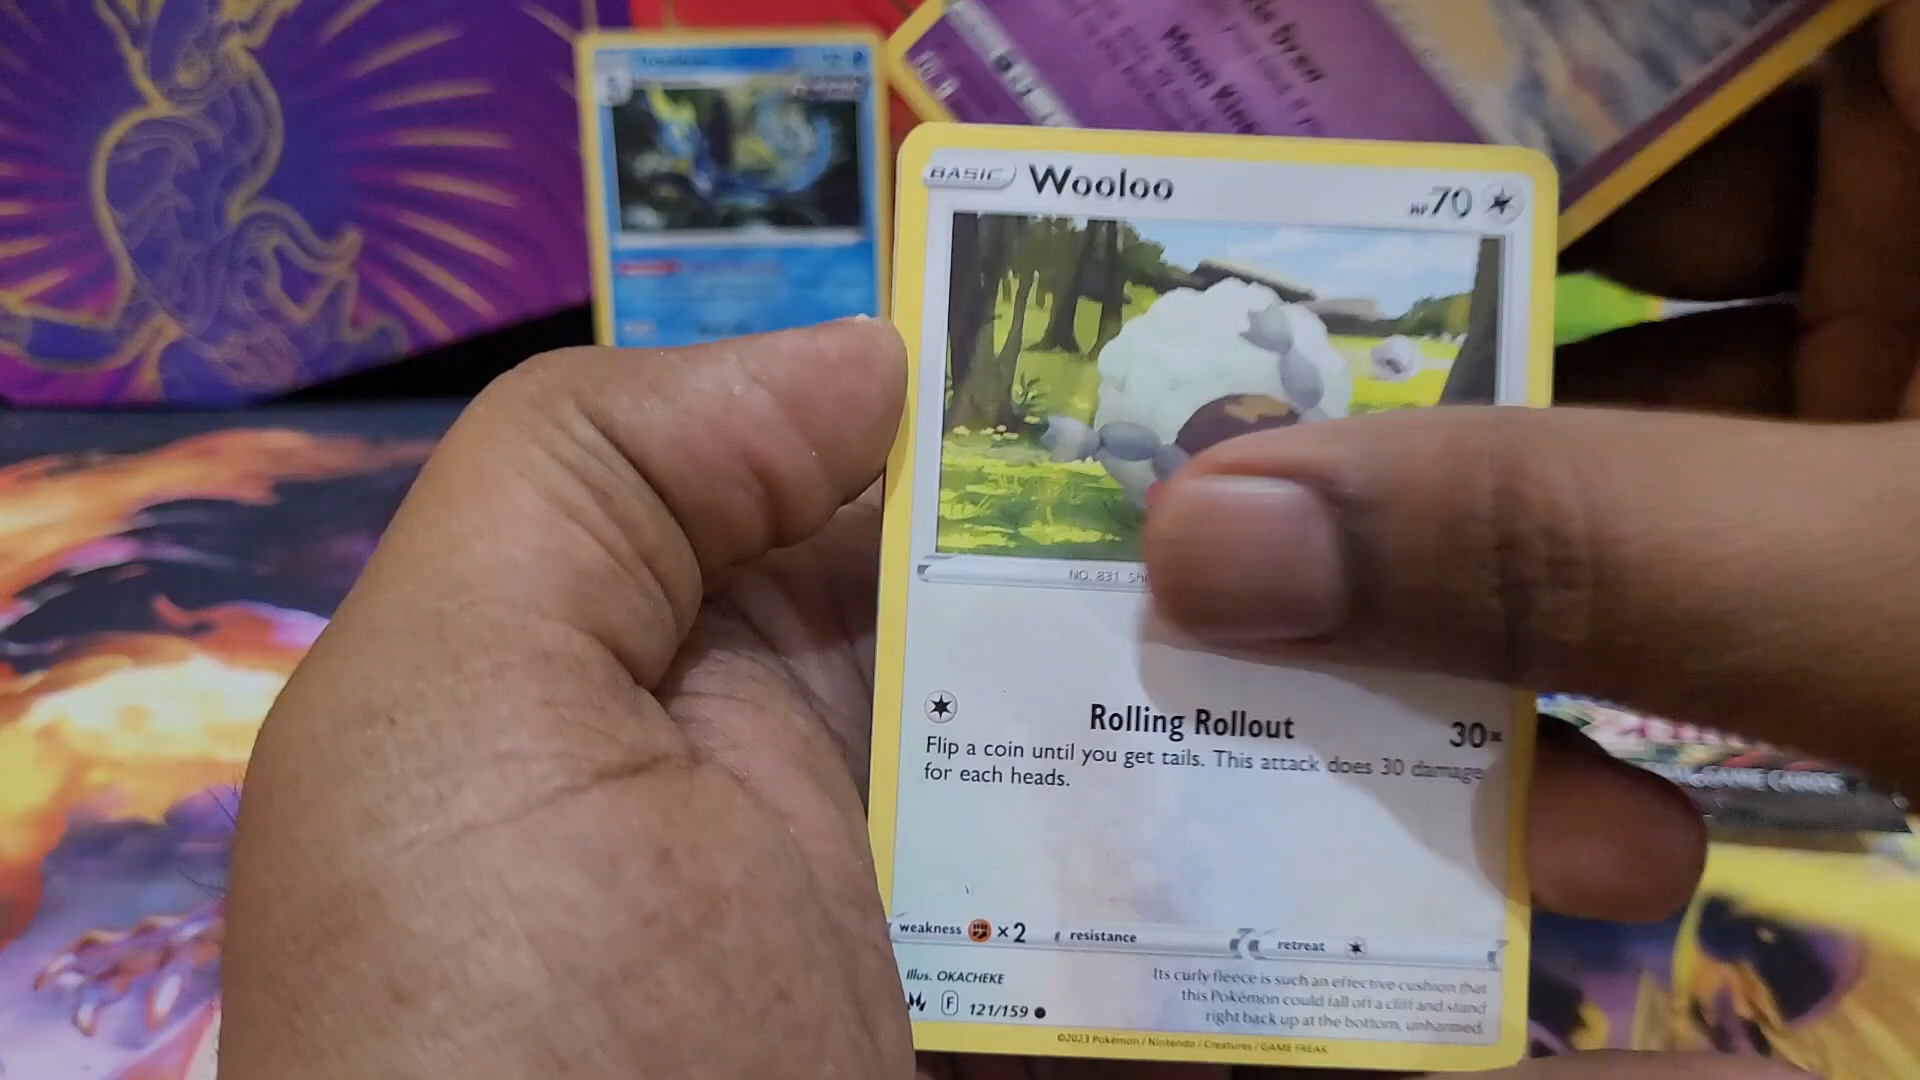 BASIC Wooloo HP70
NO. 831 Sh
Rolling Rollout 30×
Flip a coin until you get tails. This attack does 30 damage
for each heads.
weakness ×2 resistance retreat
Illus. OKACHEKE
F 121/159
Its curly fleece is such an effective cushion that
this Pokémon could fall off a cliff and stand
right back up at the bottom, unharmed.
©2023 Pokémon / Nintendo / Creatures / GAME FREAK
GAME CARDS